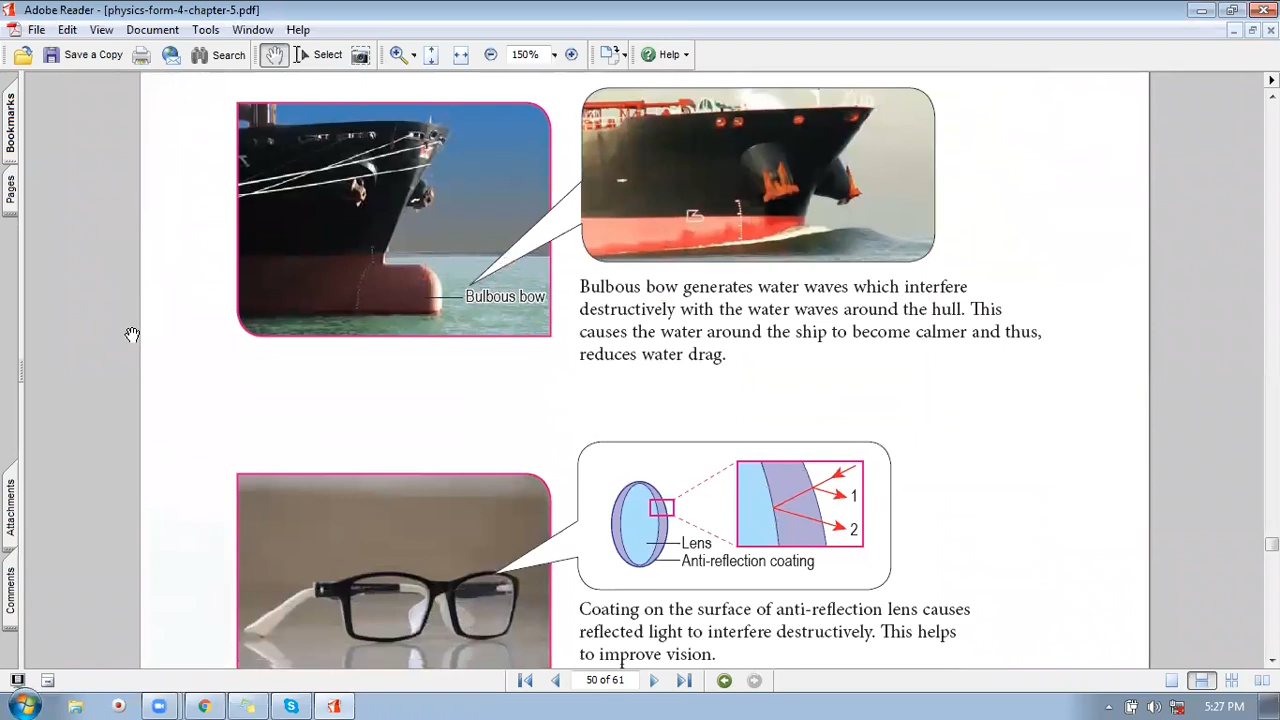 Adobe Reader - [physics-form-4-chapter-5.pdf]
File Edit View Document Tools Window Help
Save a Copy Search Select 150% Help
Bookmarks
Pages
Attachments
Comments
Bulbous bow
Bulbous bow generates water waves which interfere
destructively with the water waves around the hull. This
causes the water around the ship to become calmer and thus,
reduces water drag.
1
2
Lens
Anti-reflection coating
Coating on the surface of anti-reflection lens causes
reflected light to interfere destructively. This helps
to improve vision.
50 of 61
5:27 PM